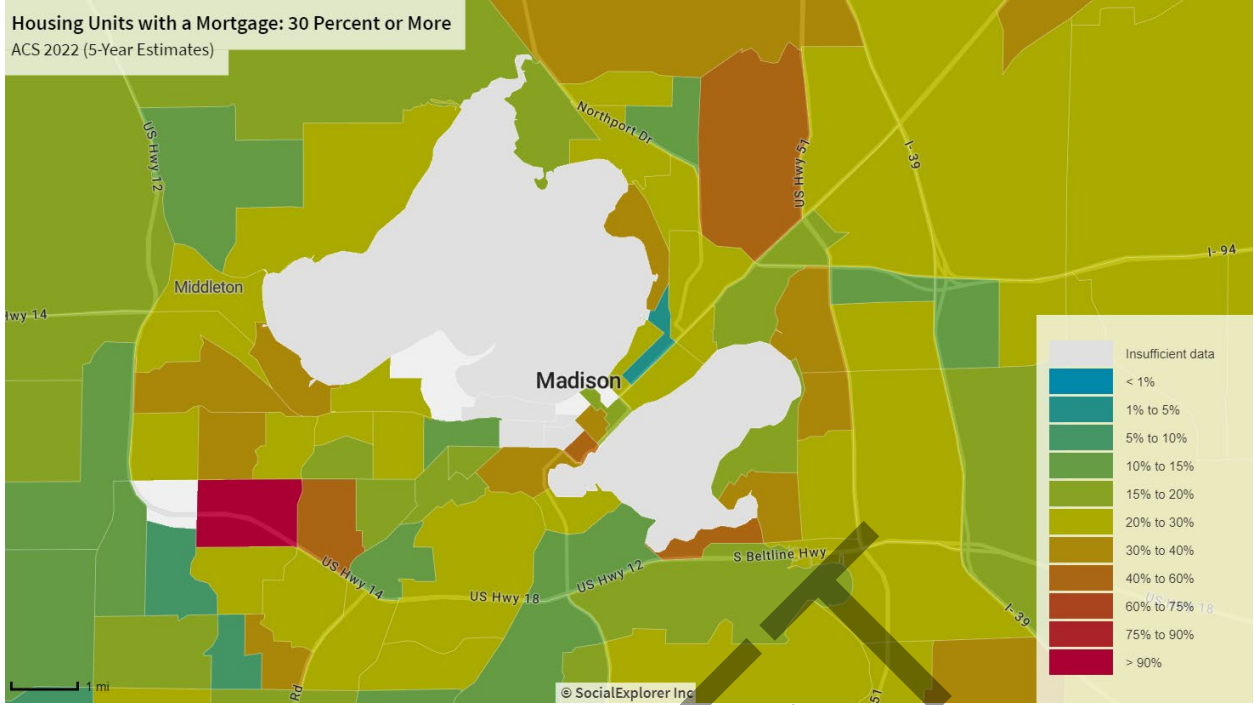 Housing Units with a Mortgage: 30 Percent or More
ACS 2022 (5-Year Estimates)
Northport Dr
US Hwy 12
US Hwy 51
I- 39
I- 94
Middleton
Hwy 14
Madison
Insufficient data
< 1%
1% to 5%
5% to 10%
10% to 15%
15% to 20%
20% to 30%
30% to 40%
40% to 60%
60% to 75%
75% to 90%
> 90%
S Beltline Hwy
US Hwy 14
US Hwy 12
US Hwy 18
US Hwy 18
I- 39
1 mi
Rd
© SocialExplorer Inc
51